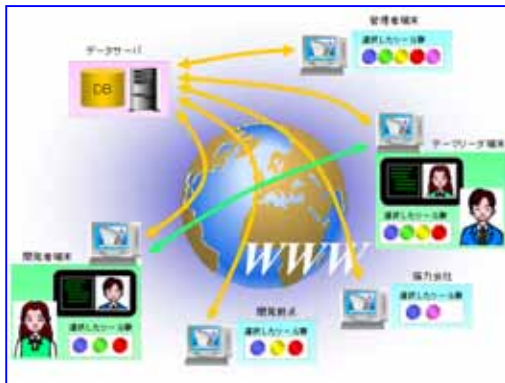 管理者端末
選択したツール群
データサーバ
DB
テーマリーダ端末
選択したツール群
WWW
開発者端末
選択したツール群
開発拠点
選択したツール群
協力会社
選択したツール群